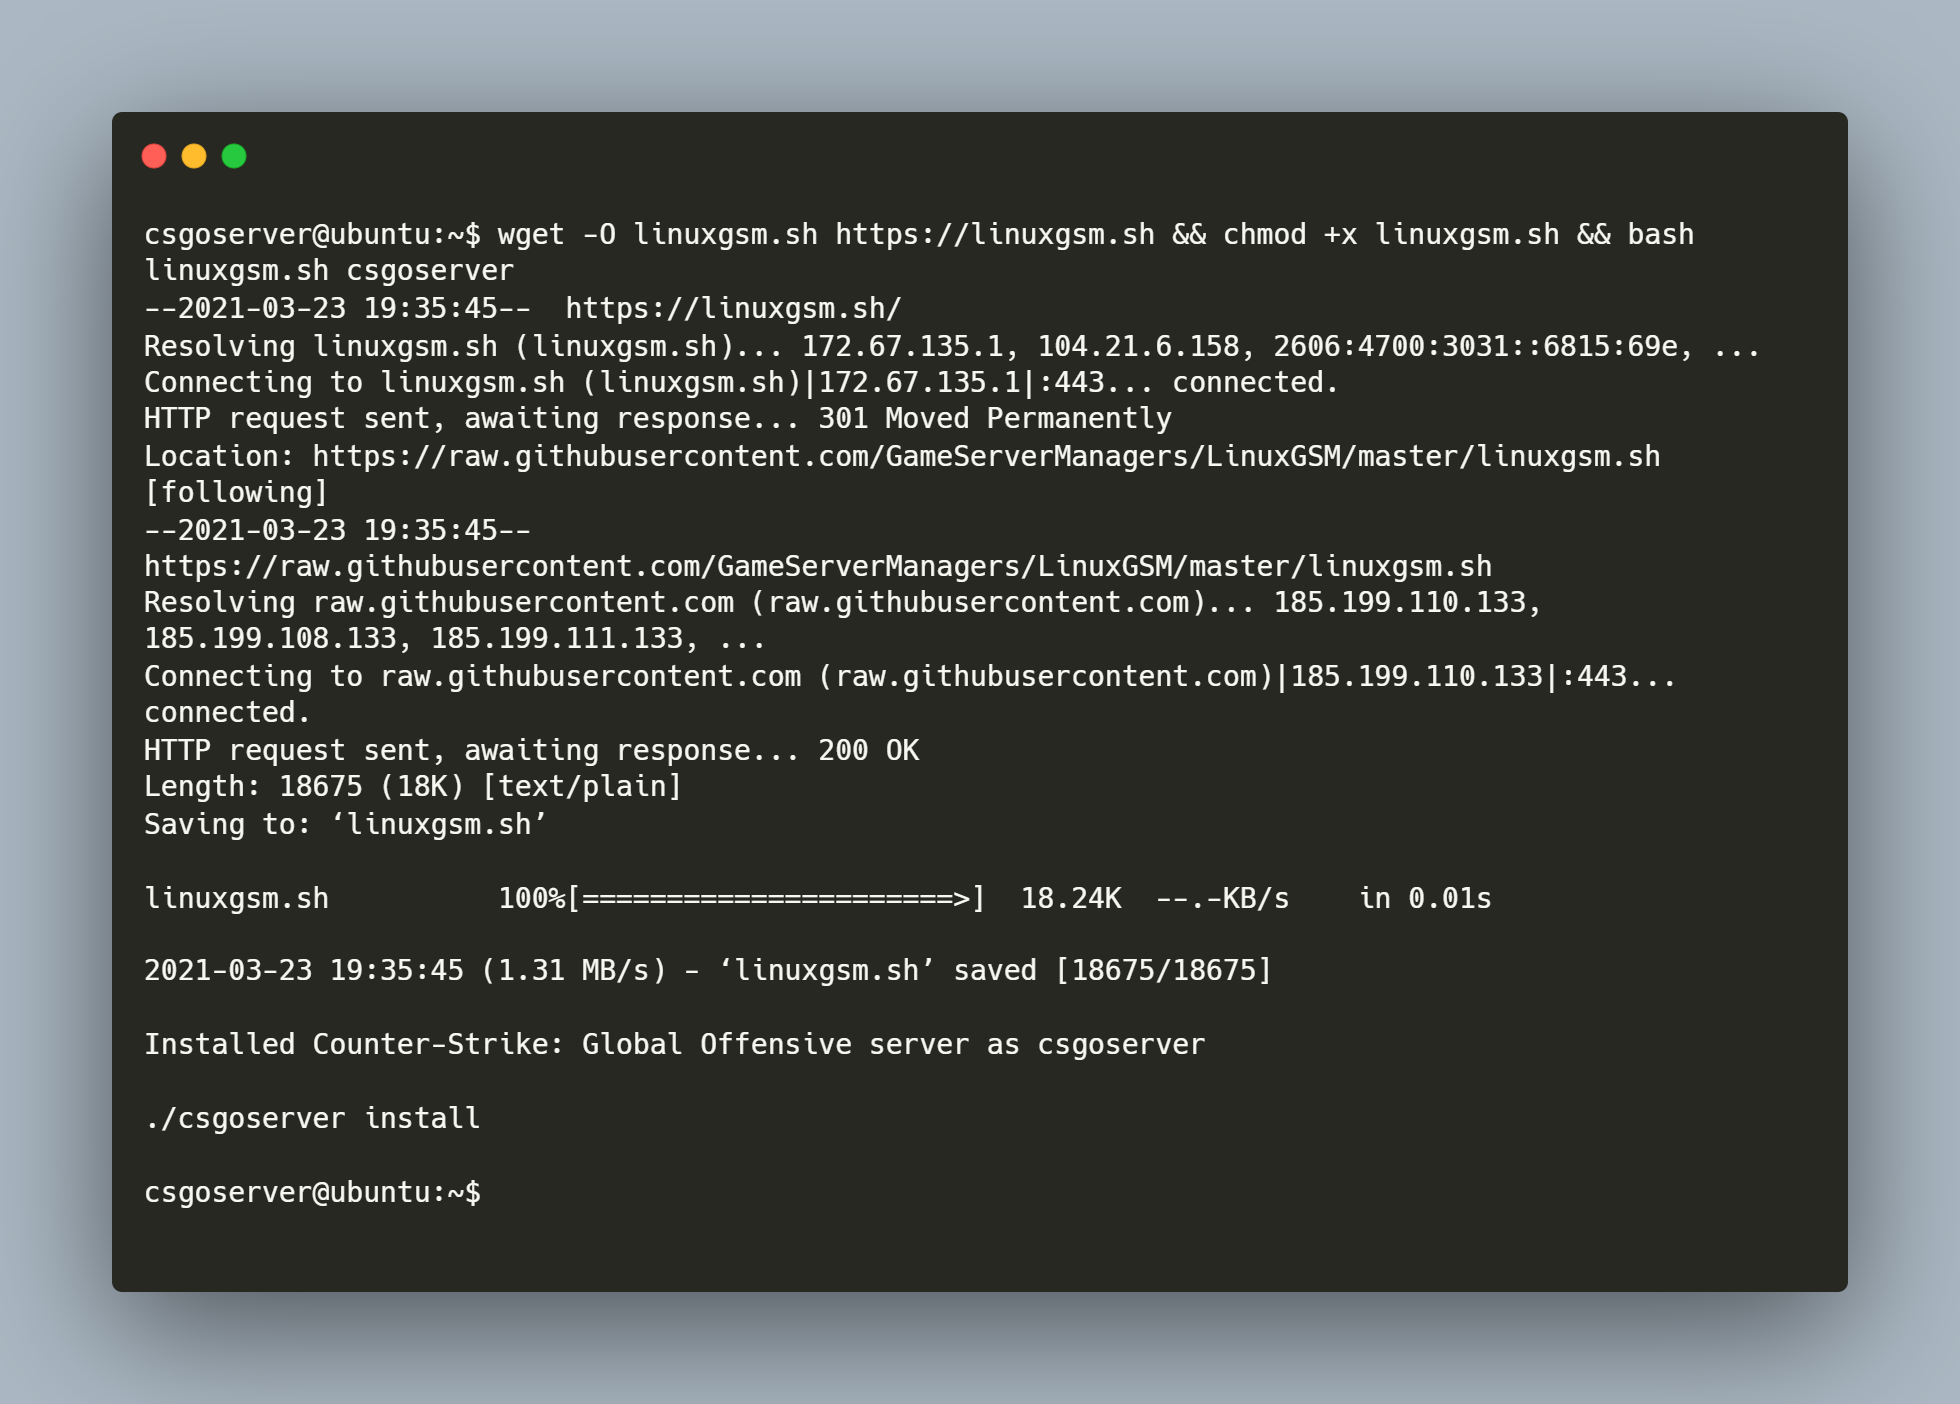 csgoserver@ubuntu:~$ wget -O linuxgsm.sh https://linuxgsm.sh && chmod +x linuxgsm.sh && bash
linuxgsm.sh csgoserver
--2021-03-23 19:35:45--  https://linuxgsm.sh/
Resolving linuxgsm.sh (linuxgsm.sh)... 172.67.135.1, 104.21.6.158, 2606:4700:3031::6815:69e, ...
Connecting to linuxgsm.sh (linuxgsm.sh)|172.67.135.1|:443... connected.
HTTP request sent, awaiting response... 301 Moved Permanently
Location: https://raw.githubusercontent.com/GameServerManagers/LinuxGSM/master/linuxgsm.sh
[following]
--2021-03-23 19:35:45--
https://raw.githubusercontent.com/GameServerManagers/LinuxGSM/master/linuxgsm.sh
Resolving raw.githubusercontent.com (raw.githubusercontent.com)... 185.199.110.133,
185.199.108.133, 185.199.111.133, ...
Connecting to raw.githubusercontent.com (raw.githubusercontent.com)|185.199.110.133|:443...
connected.
HTTP request sent, awaiting response... 200 OK
Length: 18675 (18K) [text/plain]
Saving to: ‘linuxgsm.sh’

linuxgsm.sh          100%[======================>]  18.24K  --.-KB/s    in 0.01s

2021-03-23 19:35:45 (1.31 MB/s) - ‘linuxgsm.sh’ saved [18675/18675]

Installed Counter-Strike: Global Offensive server as csgoserver

./csgoserver install

csgoserver@ubuntu:~$